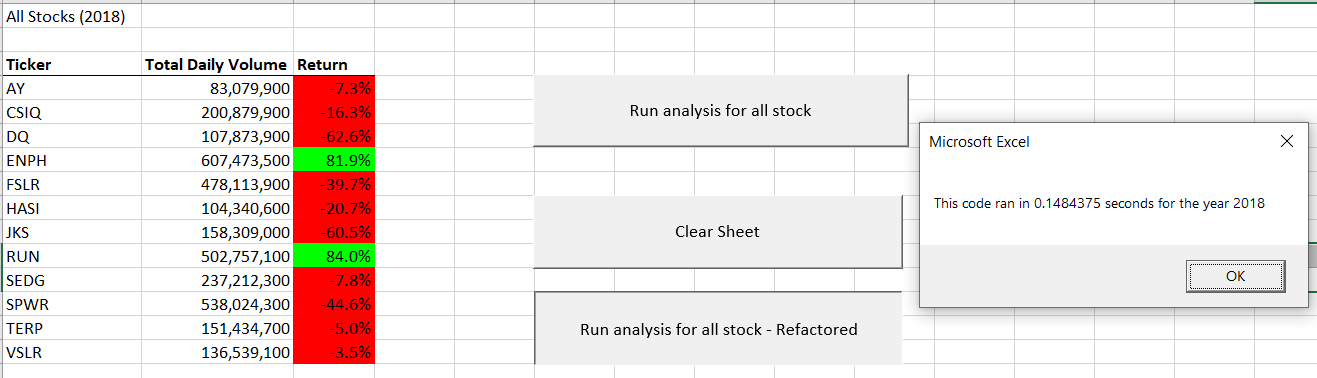 All Stocks (2018)
Ticker Total Daily Volume Return
AY 83,079,900 -7.3%
CSIQ 200,879,900 -16.3%
DQ 107,873,900 -62.6%
ENPH 607,473,500 81.9%
FSLR 478,113,900 -39.7%
HASI 104,340,600 -20.7%
JKS 158,309,000 -60.5%
RUN 502,757,100 84.0%
SEDG 237,212,300 -7.8%
SPWR 538,024,300 -44.6%
TERP 151,434,700 -5.0%
VSLR 136,539,100 -3.5%
Run analysis for all stock
Clear Sheet
Run analysis for all stock - Refactored
Microsoft Excel
This code ran in 0.1484375 seconds for the year 2018
OK